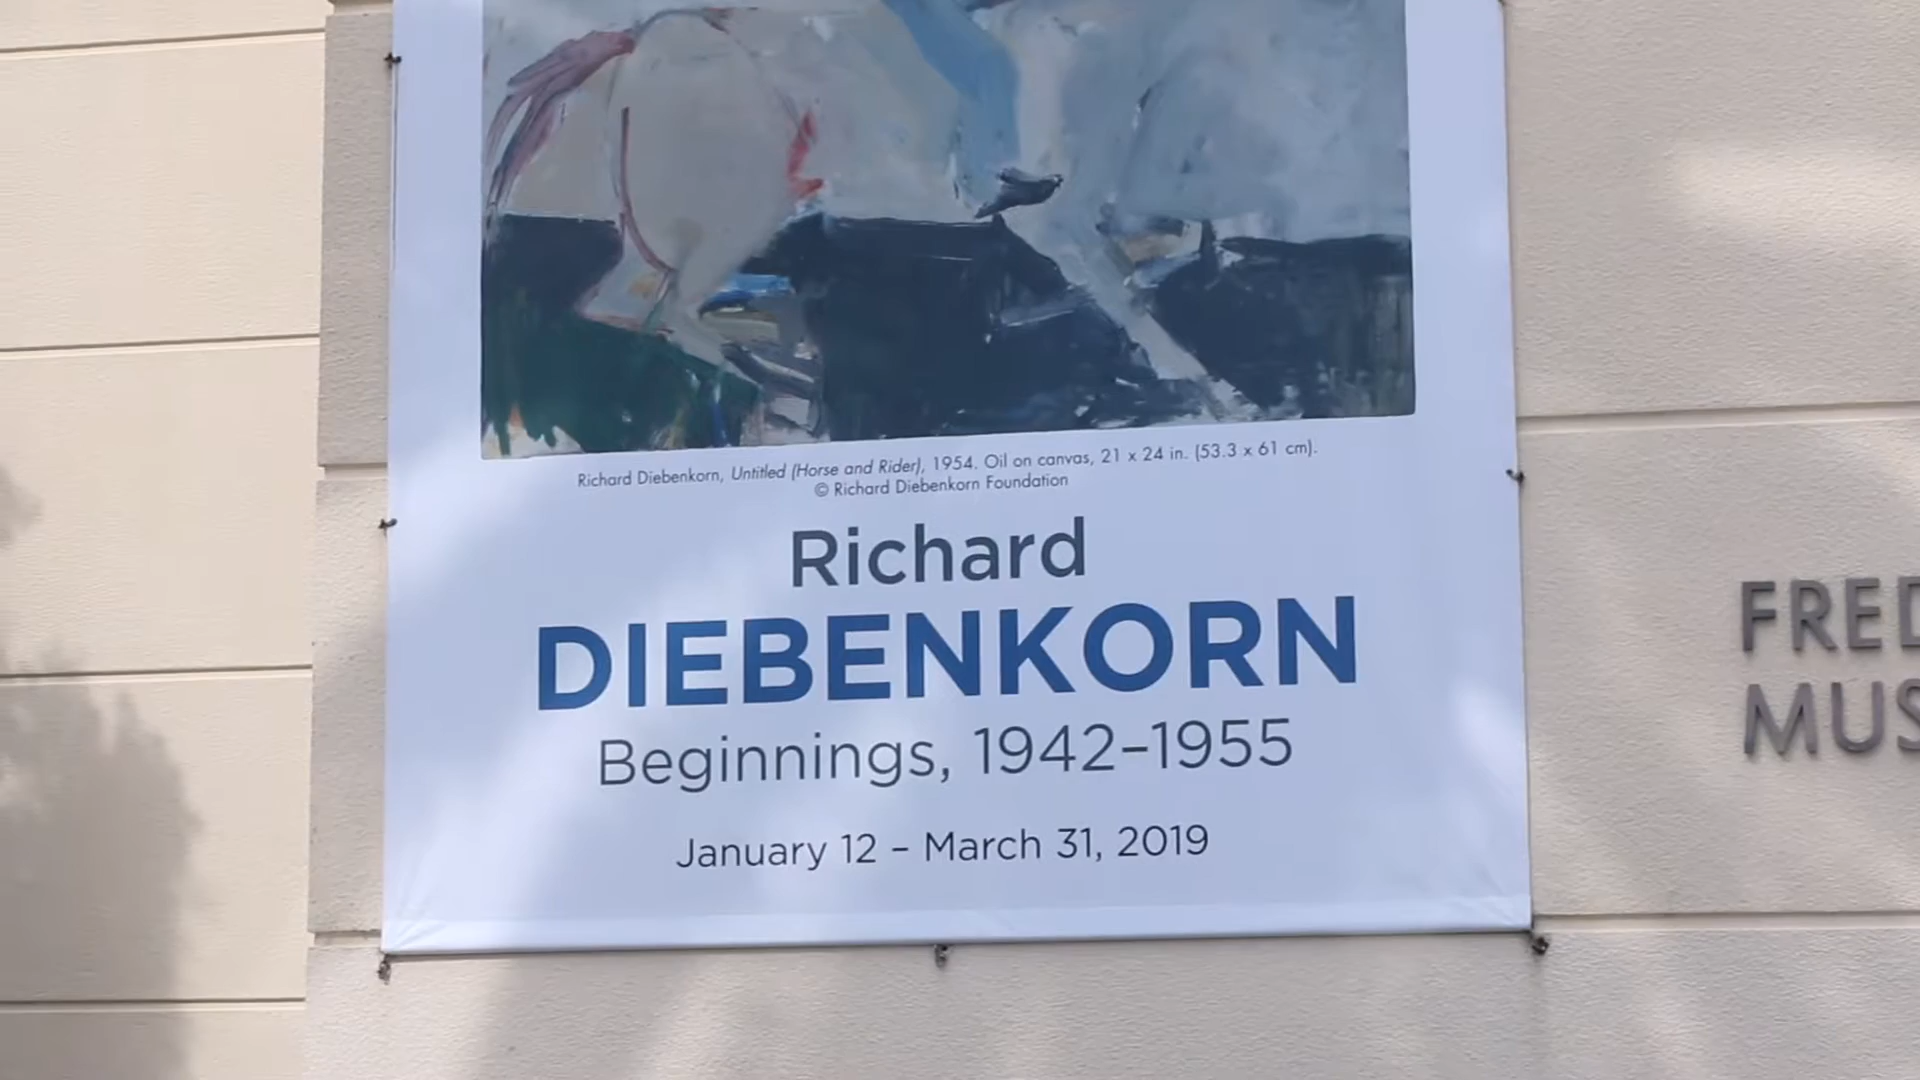 Richard Diebenkorn, Untitled (Horse and Rider), 1954. Oil on canvas, 21 x 24 in. (53.3 x 61 cm).
© Richard Diebenkorn Foundation
Richard
DIEBENKORN
Beginnings, 1942–1955
January 12 – March 31, 2019
FRED
MUS